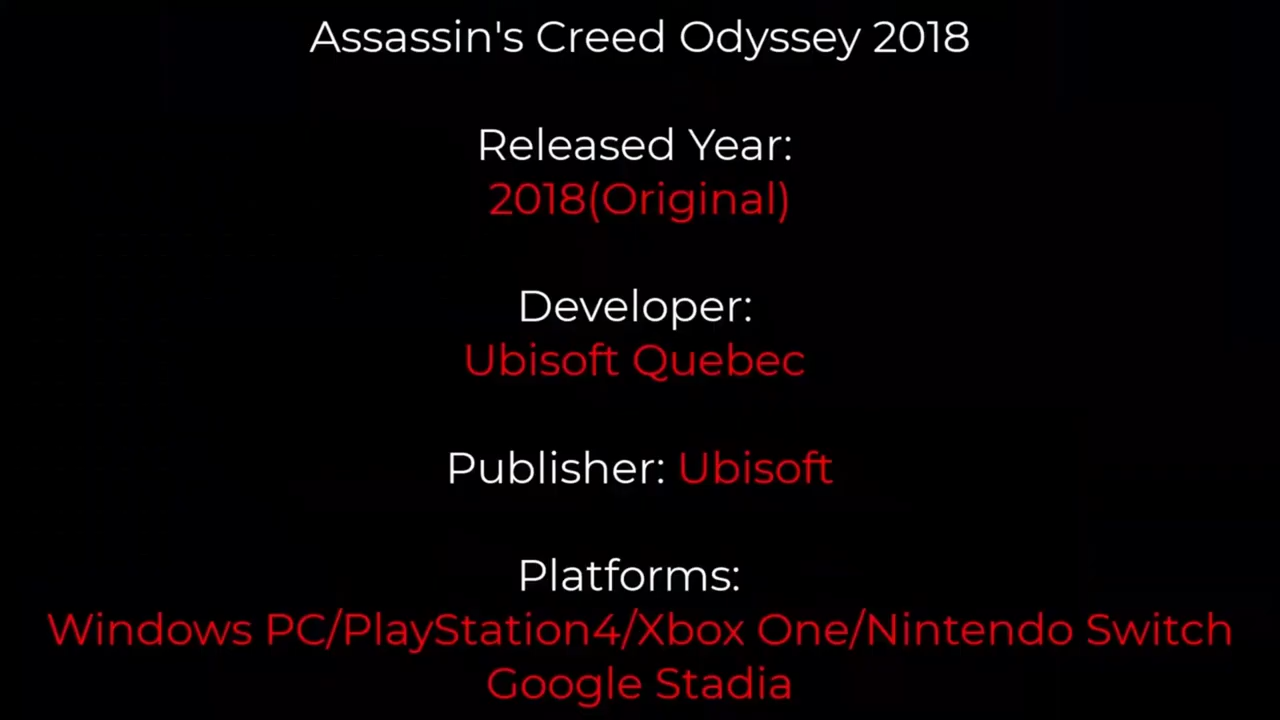 Assassin's Creed Odyssey 2018
Released Year:
2018(Original)
Developer:
Ubisoft Quebec
Publisher: Ubisoft
Platforms:
Windows PC/PlayStation4/Xbox One/Nintendo Switch
Google Stadia